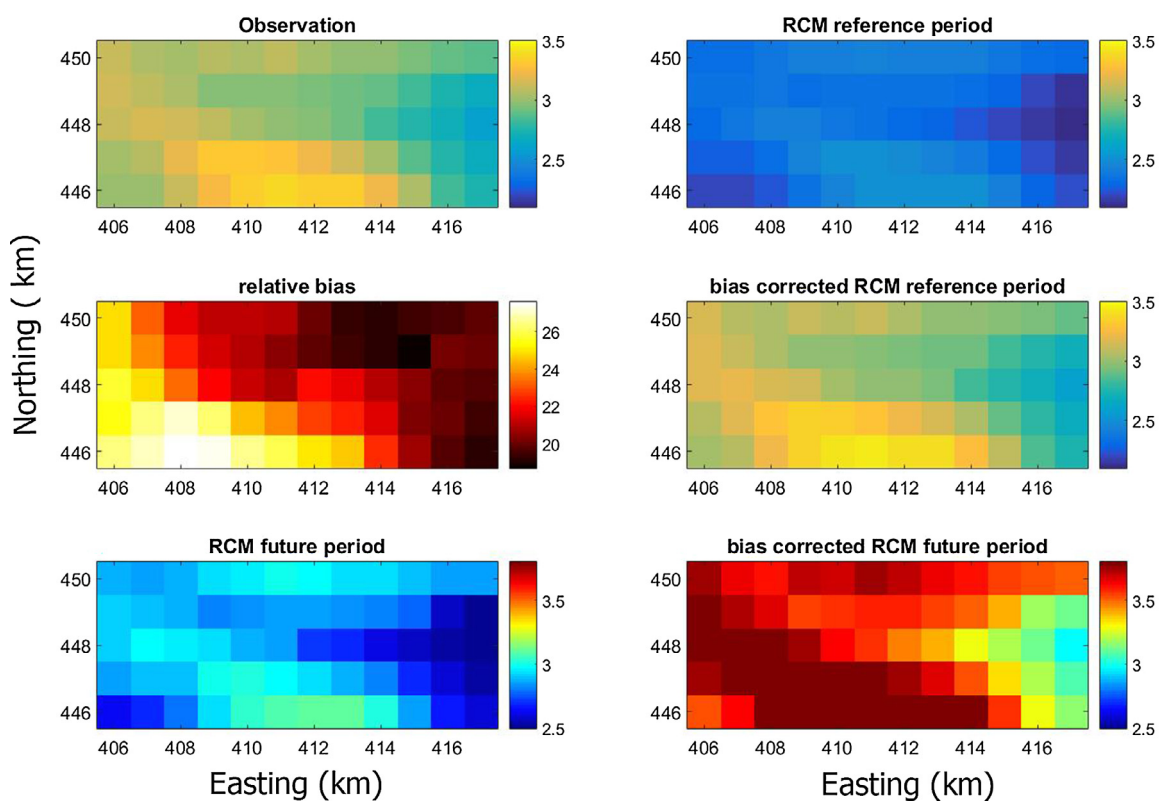 Observation
RCM reference period
450
448
446
406 408 410 412 414 416
3.5
3
2.5
450
448
446
406 408 410 412 414 416
3.5
3
2.5
relative bias
bias corrected RCM reference period
450
448
446
406 408 410 412 414 416
26
24
22
20
450
448
446
406 408 410 412 414 416
3.5
3
2.5
Northing ( km)
RCM future period
bias corrected RCM future period
450
448
446
406 408 410 412 414 416
3.5
3
2.5
450
448
446
406 408 410 412 414 416
3.5
3
2.5
Easting (km)
Easting (km)